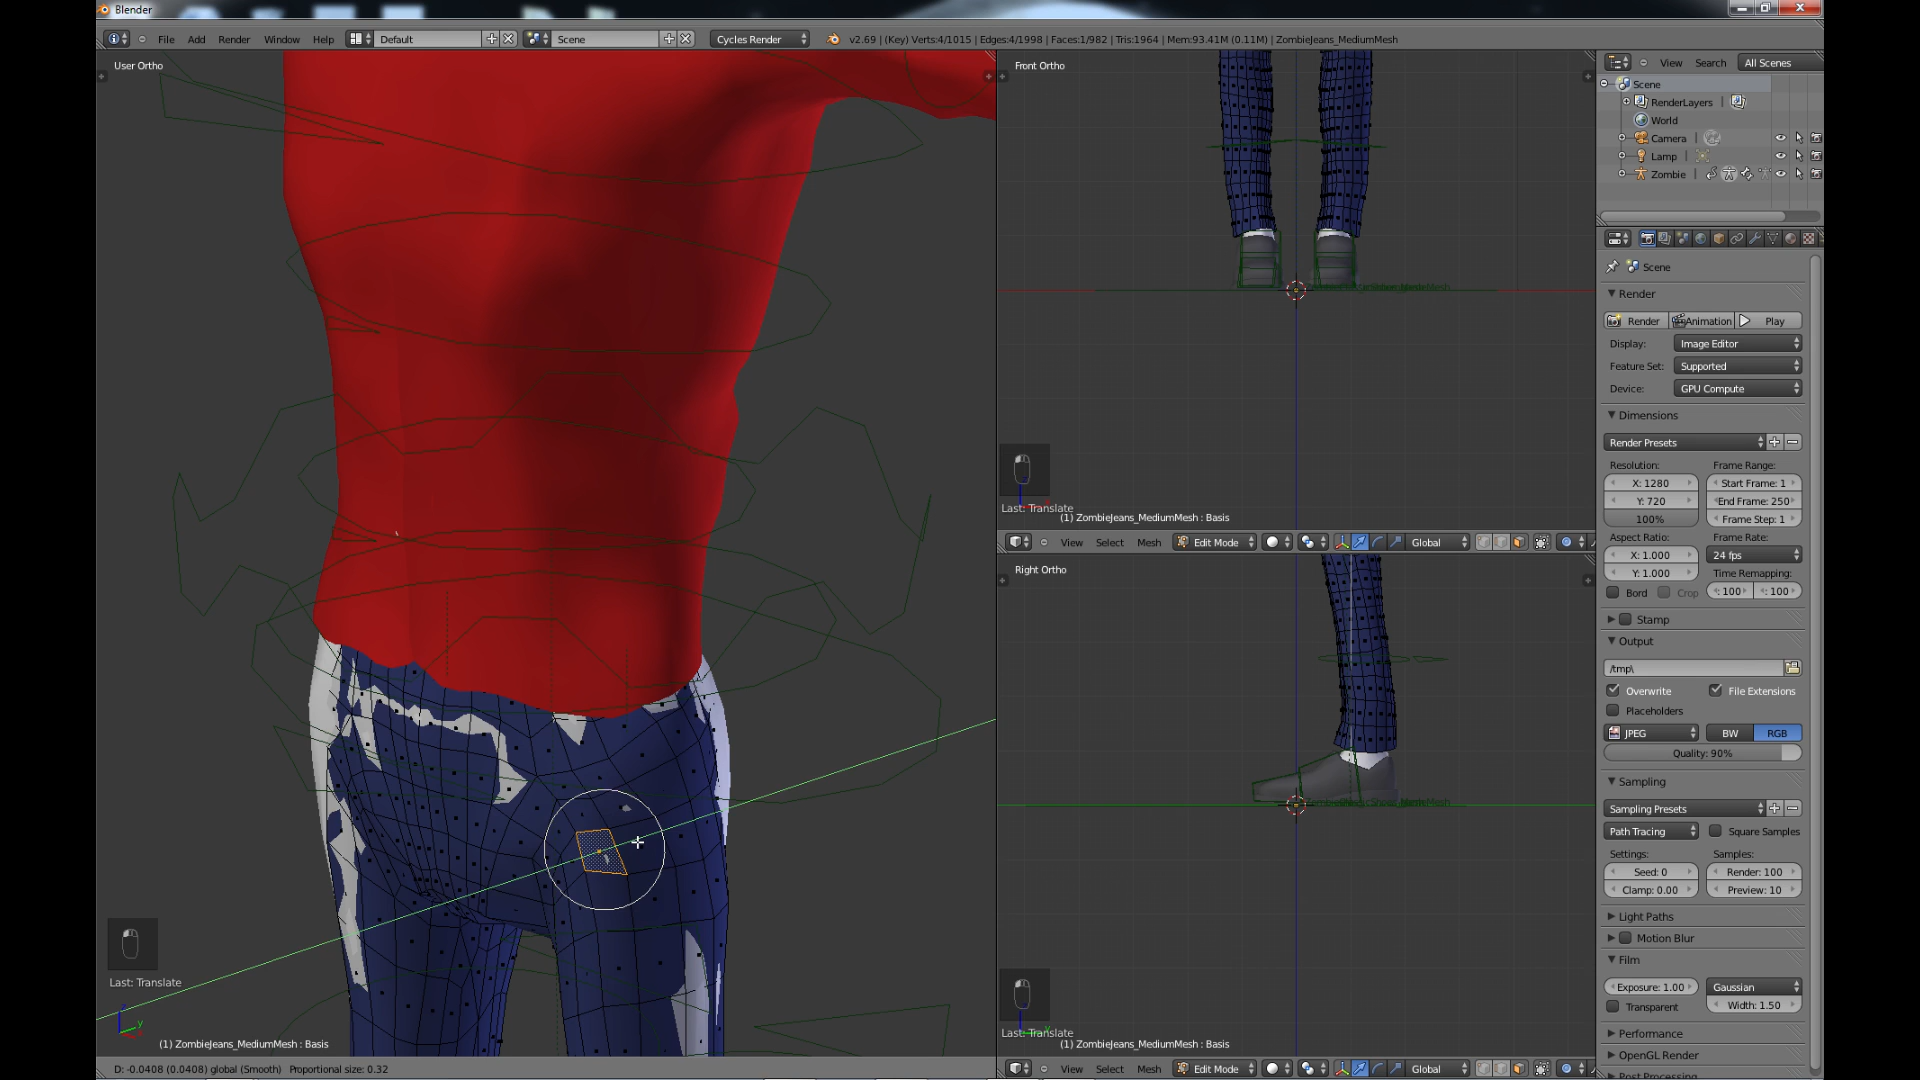 Blender
File Add Render Window Help Default Scene Cycles Render v2.69 | (Key) Verts:4/1015 | Edges:4/1998 | Faces:1/982 | Tris:1964 | Mem:93.41M (0.11M) | ZombieJeans_MediumMesh
User Ortho
Last: Translate
(1) ZombieJeans_MediumMesh : Basis
D: -0.0408 (0.0408) global (Smooth) Proportional size: 0.32
Front Ortho
Last: Translate
(1) ZombieJeans_MediumMesh : Basis
View Select Mesh Edit Mode Global
Right Ortho
Last: Translate
(1) ZombieJeans_MediumMesh : Basis
View Select Mesh Edit Mode Global
View Search All Scenes
Scene
RenderLayers
World
Camera
Lamp
Zombie
Scene
Render
Render Animation Play
Display: Image Editor
Feature Set: Supported
Device: GPU Compute
Dimensions
Render Presets
Resolution: Frame Range:
X: 1280 Start Frame: 1
Y: 720 End Frame: 250
100% Frame Step: 1
Aspect Ratio: Frame Rate:
X: 1.000 24 fps
Y: 1.000 Time Remapping:
Bord Crop : 100 : 100
Stamp
Output
/tmp\
Overwrite File Extensions
Placeholders
JPEG BW RGB
Quality: 90%
Sampling
Sampling Presets
Path Tracing Square Samples
Settings: Samples:
Seed: 0 Render: 100
Clamp: 0.00 Preview: 10
Light Paths
Motion Blur
Film
Exposure: 1.00 Gaussian
Transparent Width: 1.50
Performance
OpenGL Render
Post Processing